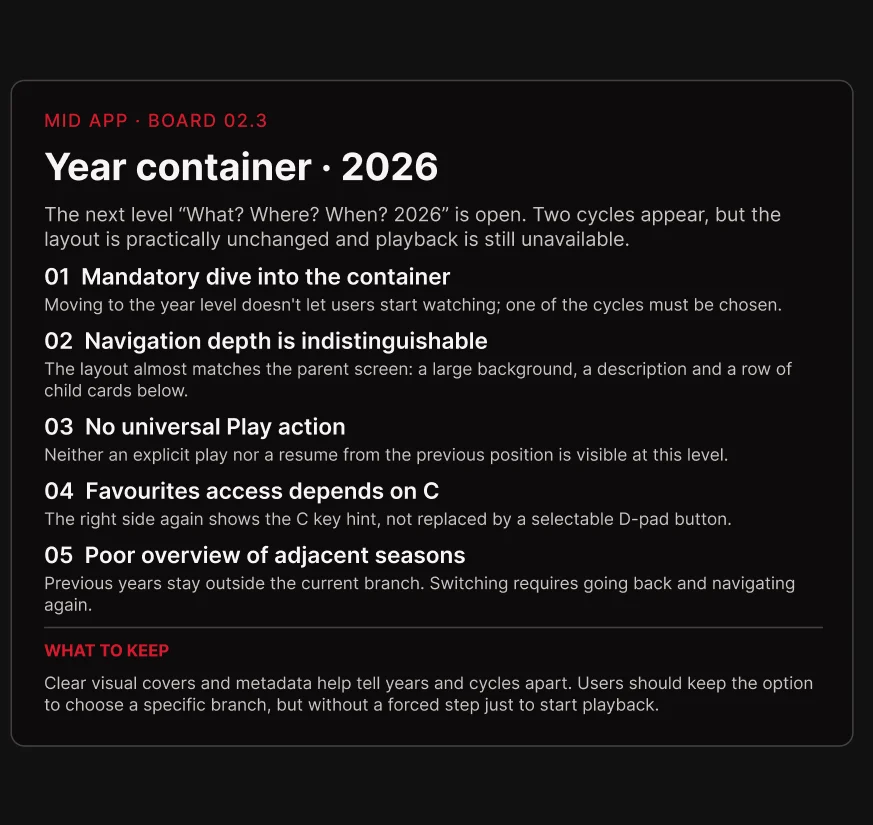 MID APP · BOARD 02.3
Year container · 2026
The next level “What? Where? When? 2026” is open. Two cycles appear, but the
layout is practically unchanged and playback is still unavailable.
01 Mandatory dive into the container
Moving to the year level doesn't let users start watching; one of the cycles must be chosen.
02 Navigation depth is indistinguishable
The layout almost matches the parent screen: a large background, a description and a row of
child cards below.
03 No universal Play action
Neither an explicit play nor a resume from the previous position is visible at this level.
04 Favourites access depends on C
The right side again shows the C key hint, not replaced by a selectable D-pad button.
05 Poor overview of adjacent seasons
Previous years stay outside the current branch. Switching requires going back and navigating
again.
WHAT TO KEEP
Clear visual covers and metadata help tell years and cycles apart. Users should keep the option
to choose a specific branch, but without a forced step just to start playback.